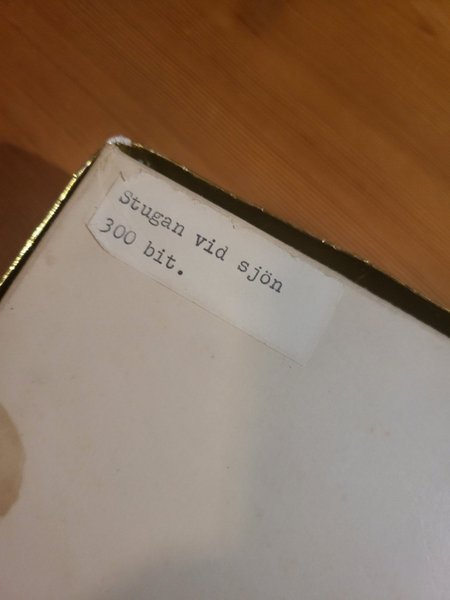 Stugan vid sjön
300 bit.